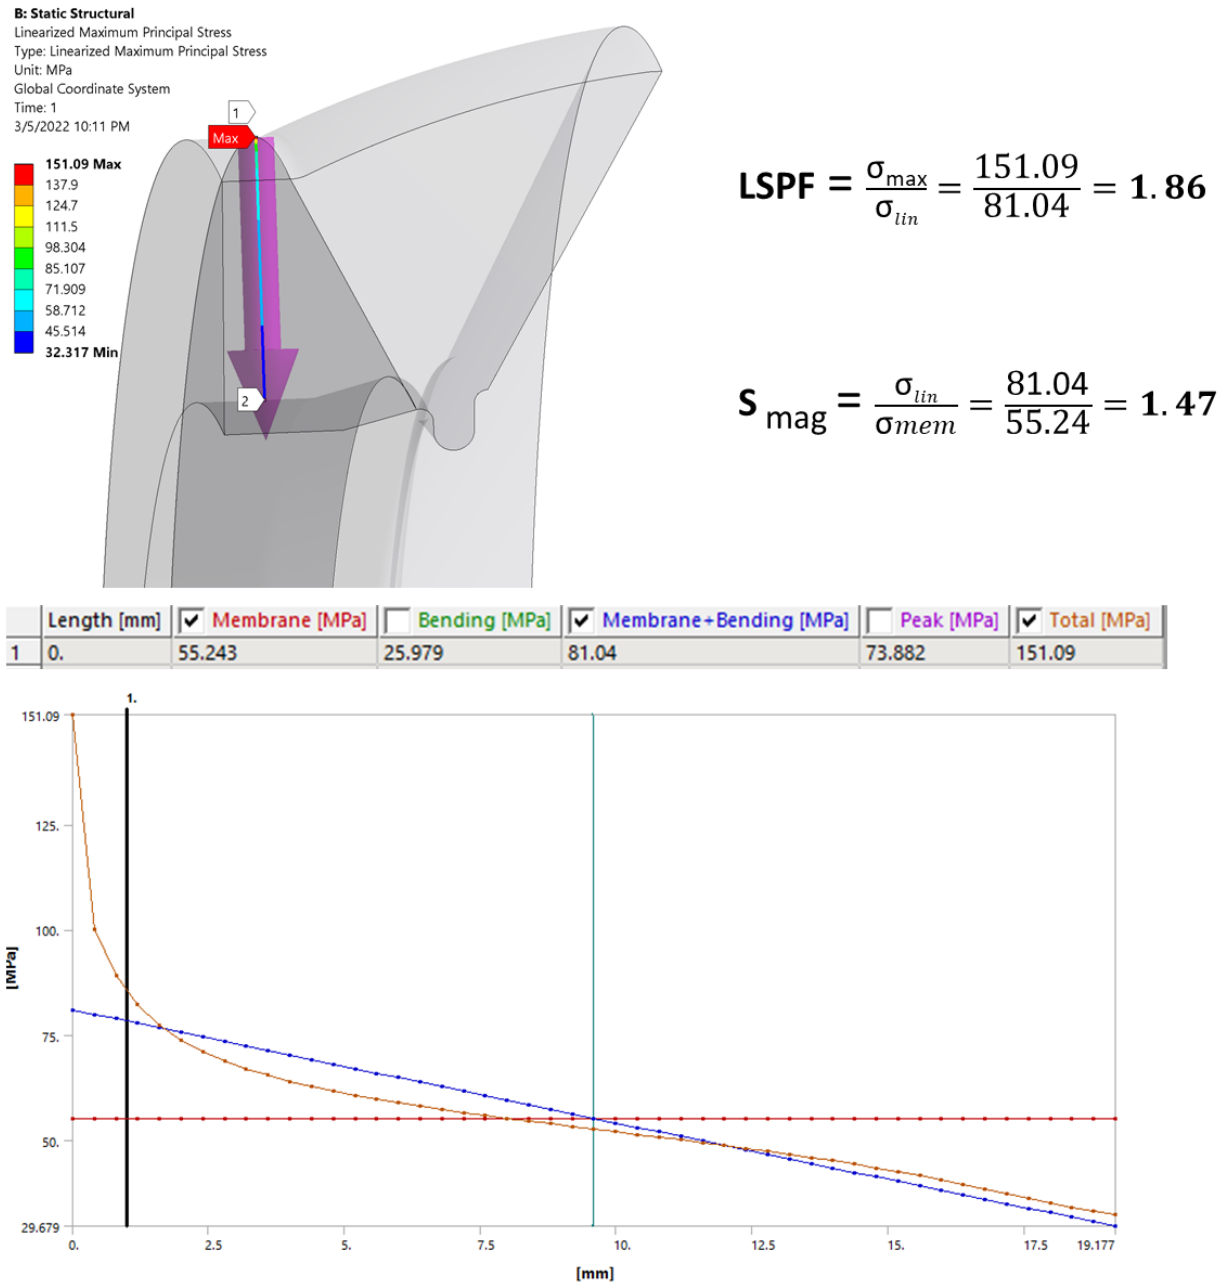 B: Static Structural
Linearized Maximum Principal Stress
Type: Linearized Maximum Principal Stress
Unit: MPa
Global Coordinate System
Time: 1
3/5/2022 10:11 PM
151.09 Max
137.9
124.7
111.5
98.304
85.107
71.909
58.712
45.514
32.317 Min
1
Max
2
LSPF = σmax / σlin = 151.09 / 81.04 = 1.86
S mag = σlin / σmem = 81.04 / 55.24 = 1.47
Length [mm] Membrane [MPa] Bending [MPa] Membrane+Bending [MPa] Peak [MPa] Total [MPa]
1 0. 55.243 25.979 81.04 73.882 151.09
1.
151.09
125.
100.
75.
50.
29.679
[MPa]
0. 2.5 5. 7.5 10. 12.5 15. 17.5 19.177
[mm]